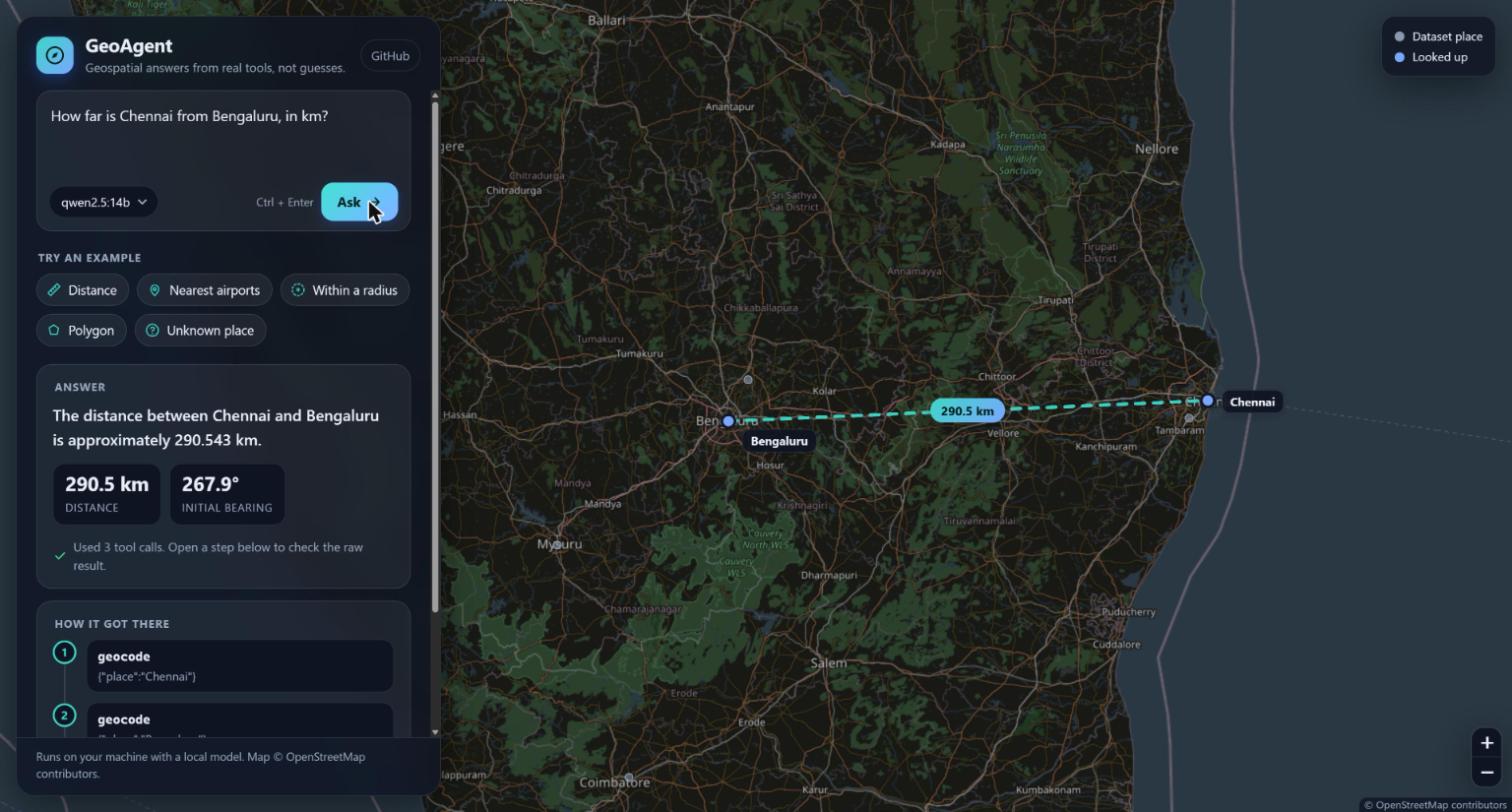 GeoAgent
Geospatial answers from real tools, not guesses.
GitHub
How far is Chennai from Bengaluru, in km?
qwen2.5:14b
Ctrl + Enter
Ask →
TRY AN EXAMPLE
Distance
Nearest airports
Within a radius
Polygon
Unknown place
ANSWER
The distance between Chennai and Bengaluru
is approximately 290.543 km.
290.5 km
DISTANCE
267.9°
INITIAL BEARING
Used 3 tool calls. Open a step below to check the raw
result.
HOW IT GOT THERE
1
geocode
{"place":"Chennai"}
2
geocode
Runs on your machine with a local model. Map © OpenStreetMap
contributors.
Dataset place
Looked up
Ballari
Anantapur
Kadapa
Sri Penusila
Narasimha
Wildlife
Sanctuary
Nellore
Chitradurga
Chitradurga
Sri Sathya
Sai District
Tirupati
District
Annamayya
Tirupati
Chikkaballapura
Tumakuru
Tumakuru
Chittoor
District
Chittoor
Kolar
Hassan
290.5 km
Chennai
Bengaluru
Vellore
Tambaram
Kanchipuram
Hosur
Mandya
Mandya
Krishnagiri
Tiruvannamalai
Mysuru
Cauvery
North WLS
Cauvery
WLS
Dharmapuri
Chamarajanagar
Puducherry
Cuddalore
Salem
Erode
Erode
Coimbatore
Karur
Kumbakonam
+
−
© OpenStreetMap contributors